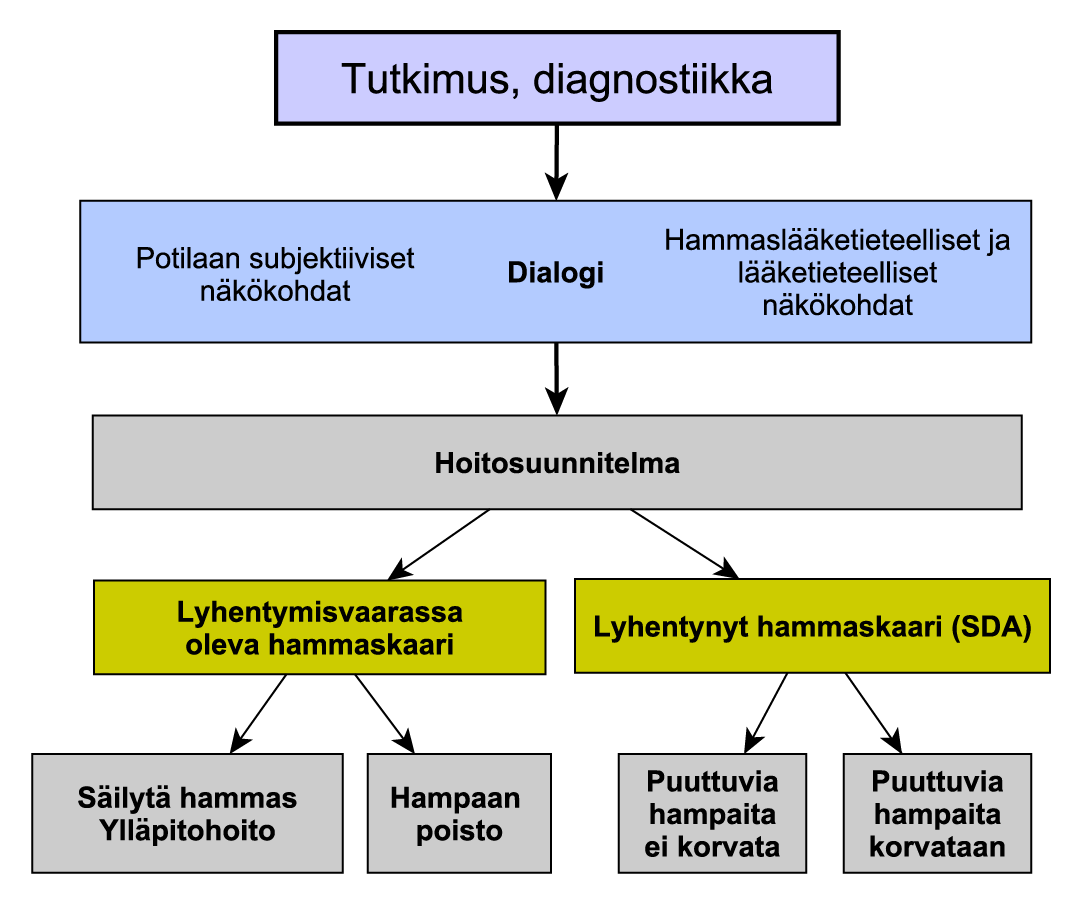 Tutkimus, diagnostiikka
Potilaan subjektiiviset
näkökohdat
Dialogi
Hammaslääketieteelliset ja
lääketieteelliset
näkökohdat
Hoitosuunnitelma
Lyhentymisvaarassa
oleva hammaskaari
Lyhentynyt hammaskaari (SDA)
Säilytä hammas
Ylläpitohoito
Hampaan
poisto
Puuttuvia
hampaita
ei korvata
Puuttuvia
hampaita
korvataan